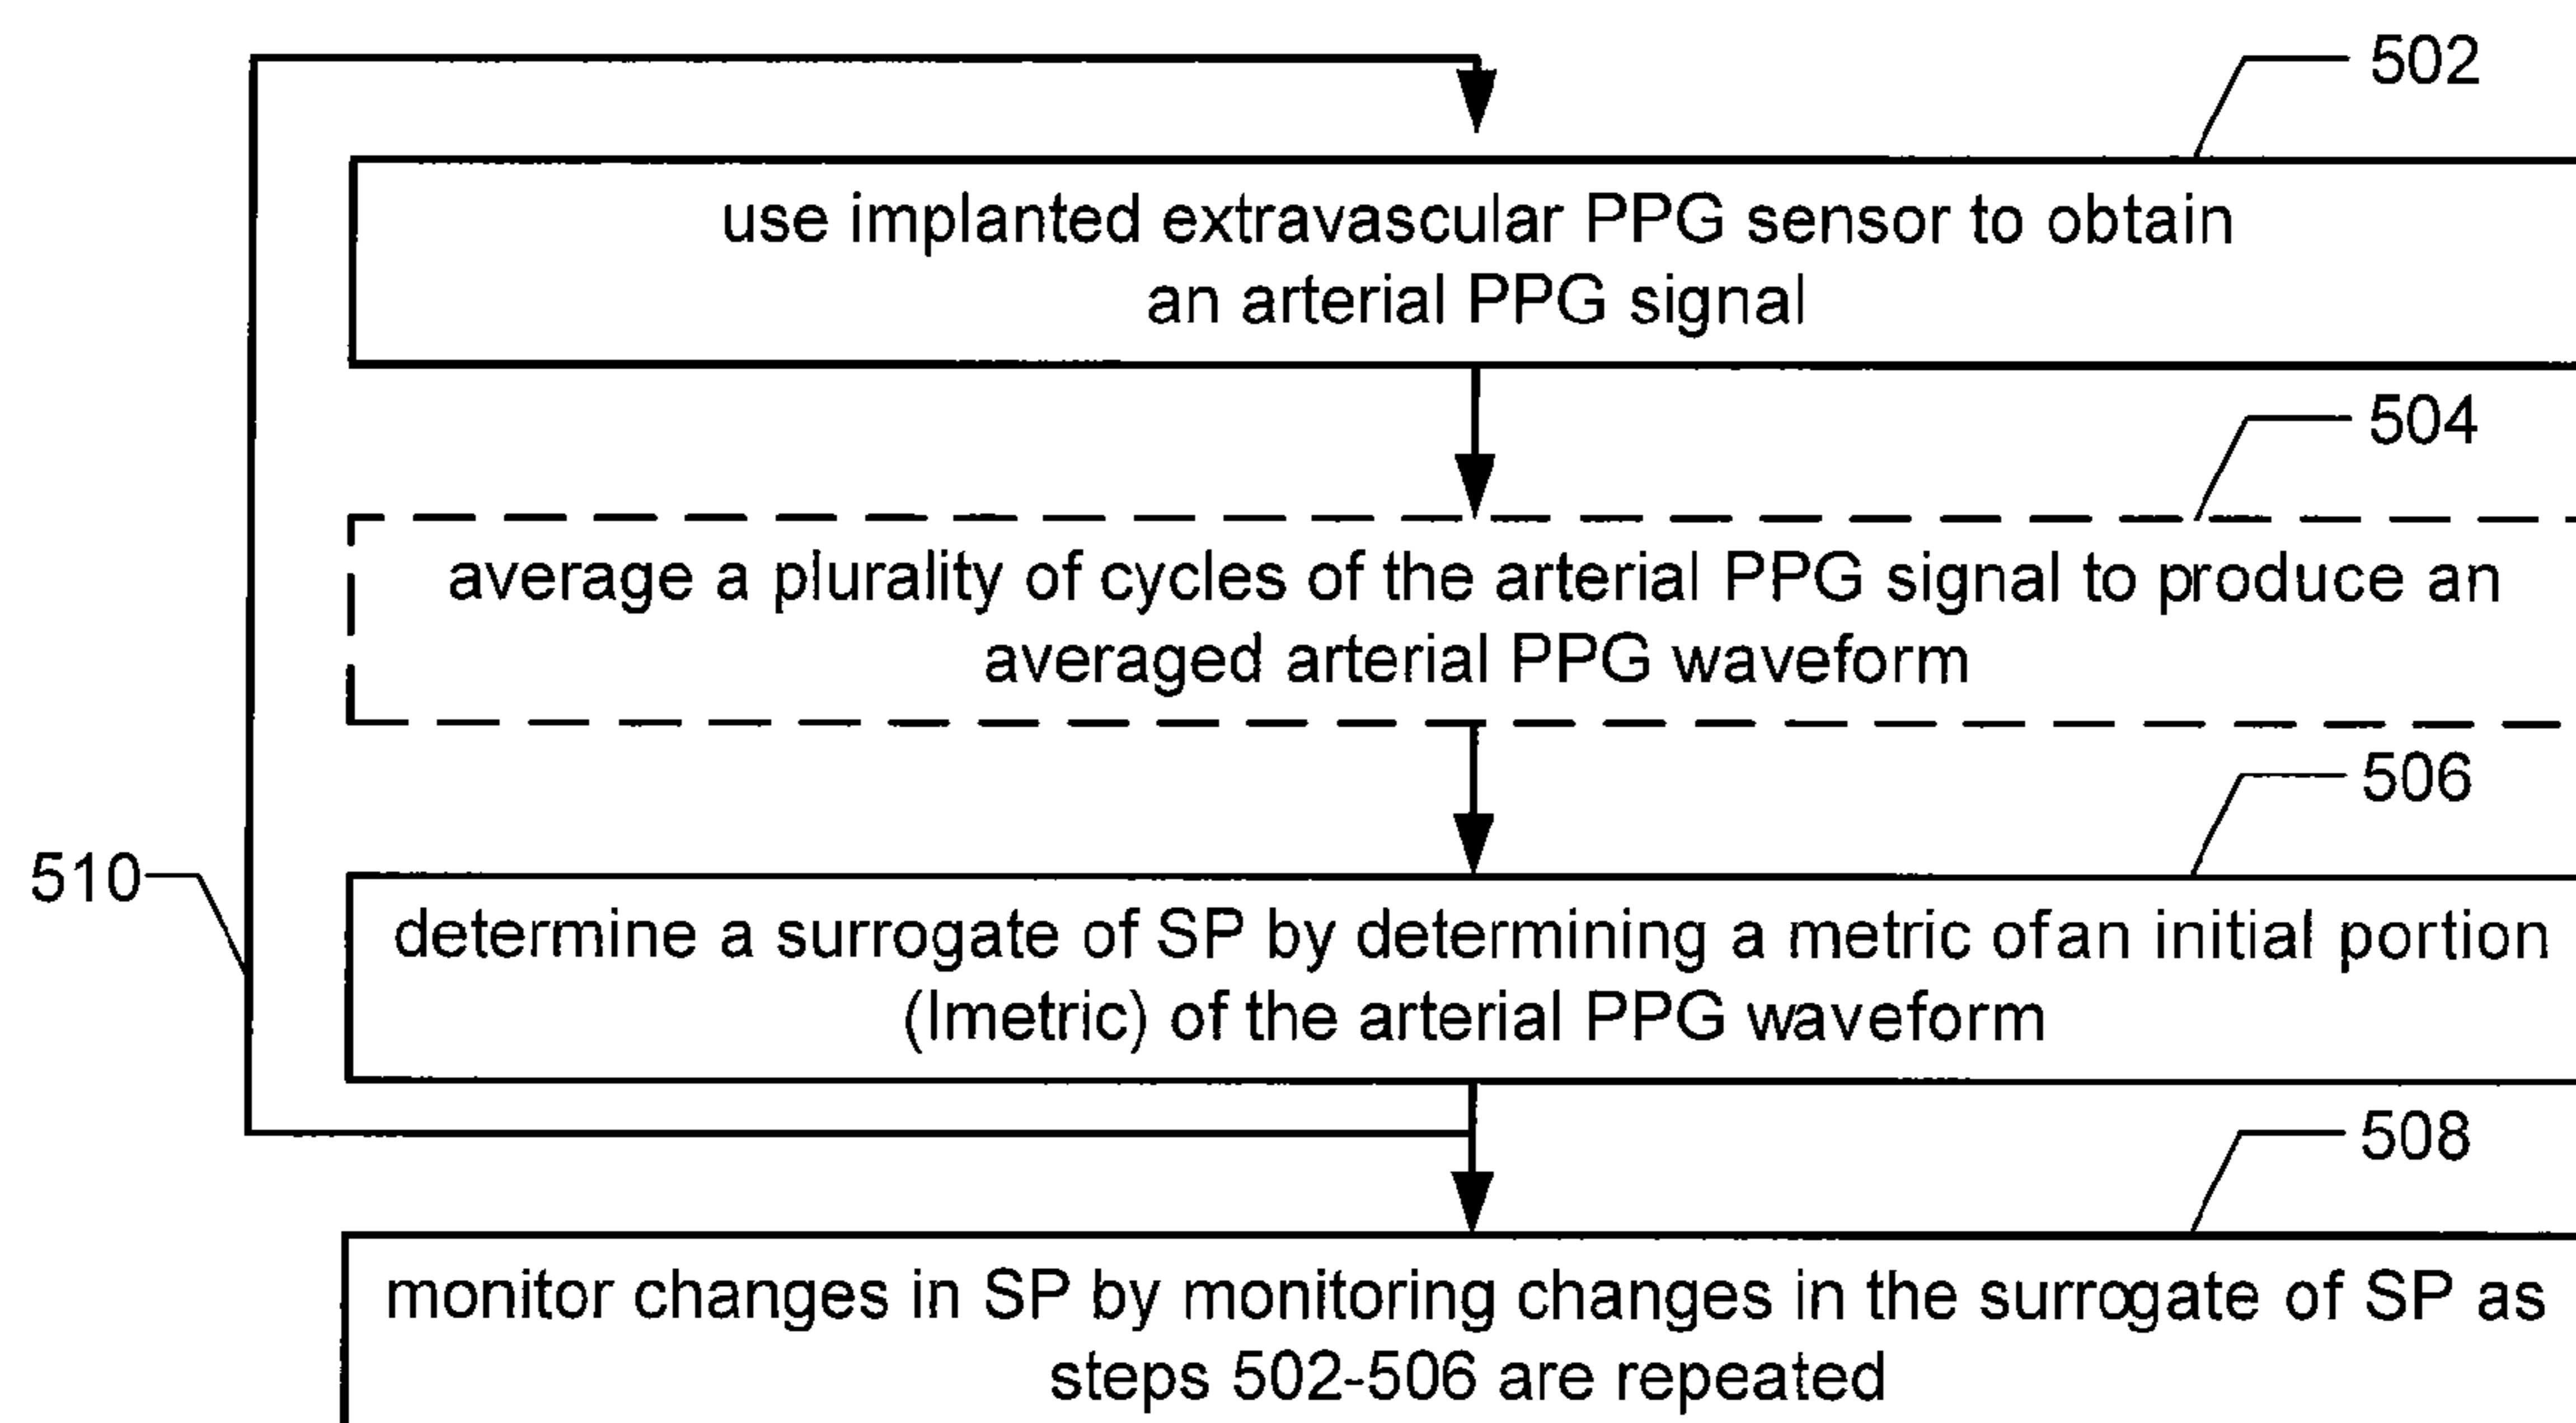 502
use implanted extravascular PPG sensor to obtain
an arterial PPG signal
504
average a plurality of cycles of the arterial PPG signal to produce an
averaged arterial PPG waveform
506
510
determine a surrogate of SP by determining a metric of an initial portion
(Imetric) of the arterial PPG waveform
508
monitor changes in SP by monitoring changes in the surrogate of SP as
steps 502-506 are repeated